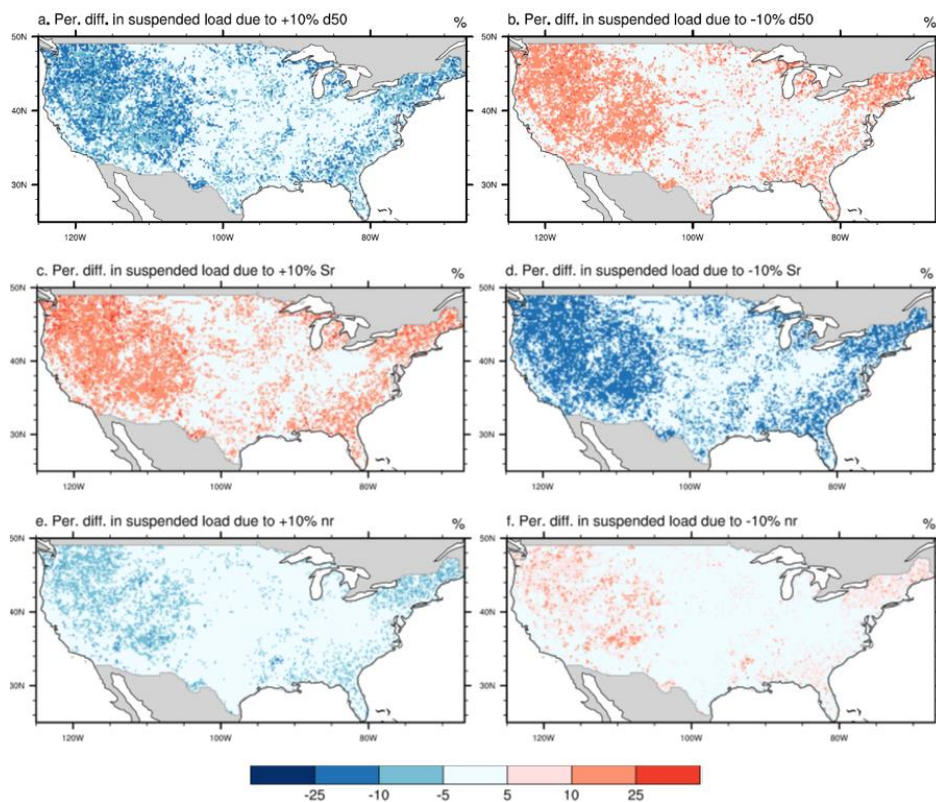 a. Per. diff. in suspended load due to +10% d50 %
b. Per. diff. in suspended load due to -10% d50 %
50N
40N
30N
120W 100W 80W
50N
40N
30N
120W 100W 80W
c. Per. diff. in suspended load due to +10% Sr %
d. Per. diff. in suspended load due to -10% Sr %
50N
40N
30N
120W 100W 80W
50N
40N
30N
120W 100W 80W
e. Per. diff. in suspended load due to +10% nr %
f. Per. diff. in suspended load due to -10% nr %
50N
40N
30N
120W 100W 80W
50N
40N
30N
120W 100W 80W
-25 -10 -5 5 10 25